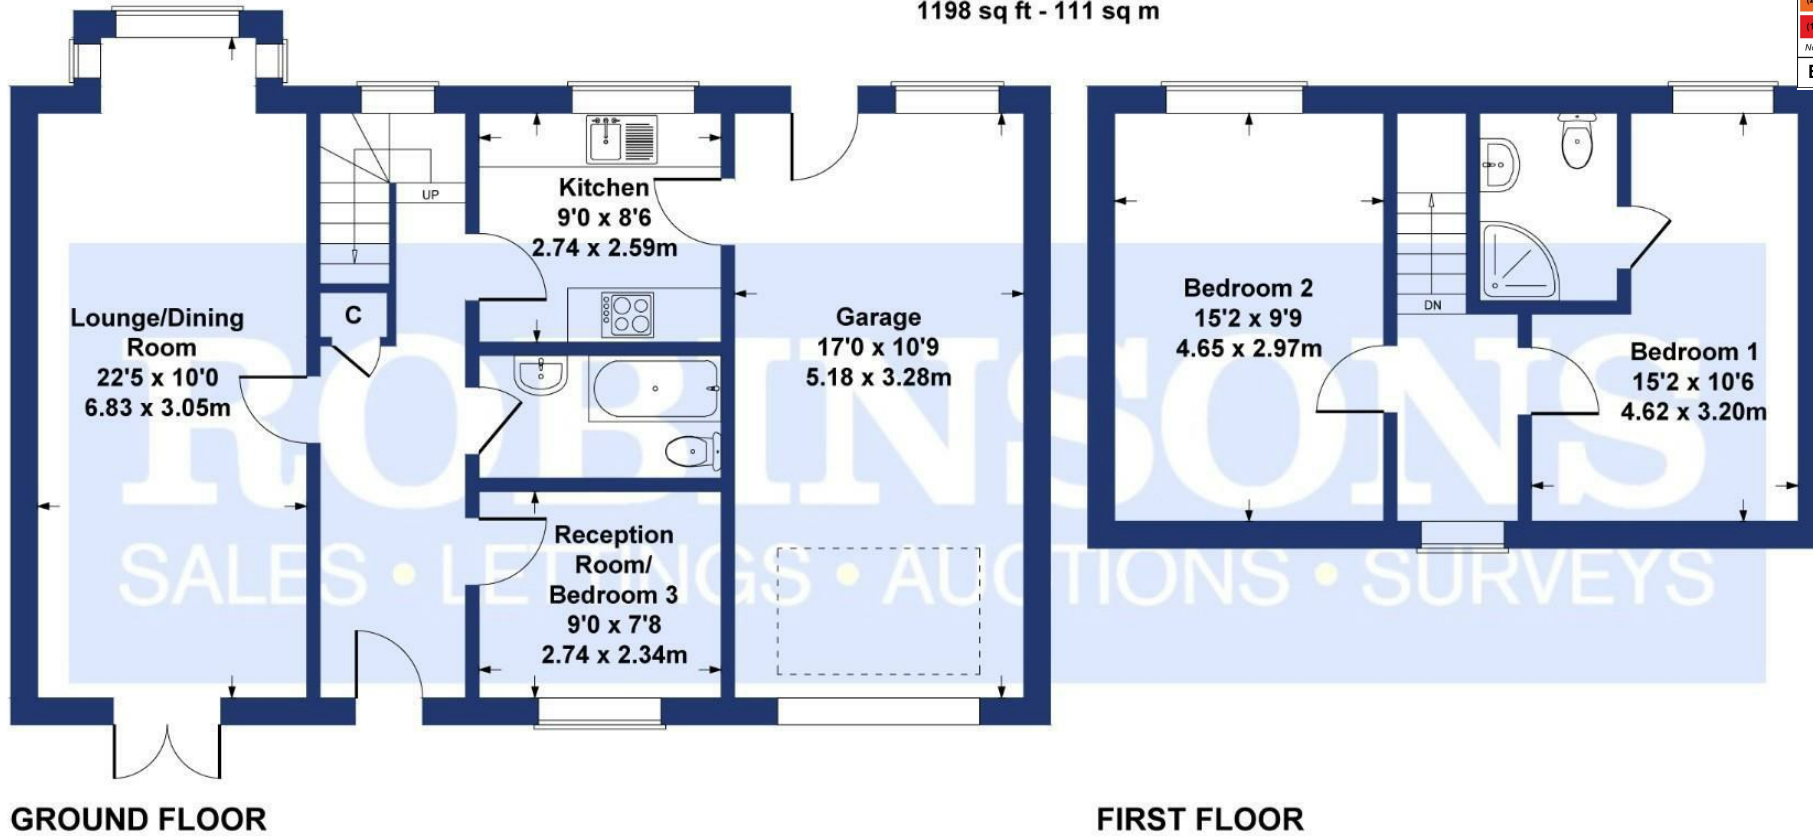 1198 sq ft - 111 sq m
UP
Kitchen
9'0 x 8'6
2.74 x 2.59m
Lounge/Dining
Room
22'5 x 10'0
6.83 x 3.05m
C
Garage
17'0 x 10'9
5.18 x 3.28m
Reception
Room/
Bedroom 3
9'0 x 7'8
2.74 x 2.34m
Bedroom 2
15'2 x 9'9
4.65 x 2.97m
DN
Bedroom 1
15'2 x 10'6
4.62 x 3.20m
ROBINSONS
SALES • LETTINGS • AUCTIONS • SURVEYS
GROUND FLOOR
FIRST FLOOR